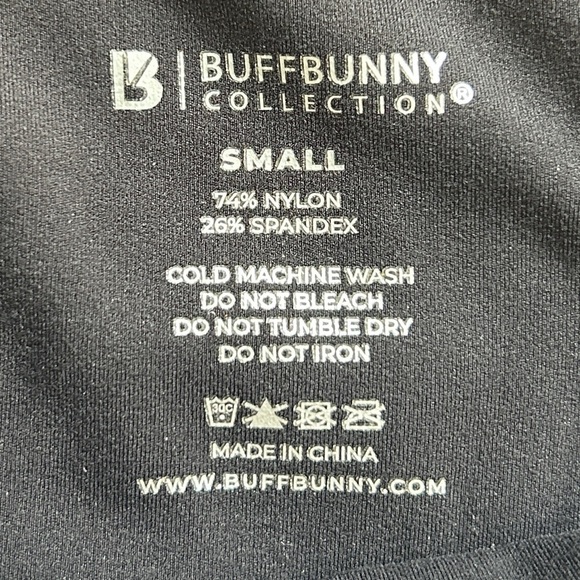 BUFFBUNNY
COLLECTION®
SMALL
74% NYLON
26% SPANDEX
COLD MACHINE WASH
DO NOT BLEACH
DO NOT TUMBLE DRY
DO NOT IRON
30C
MADE IN CHINA
WWW.BUFFBUNNY.COM